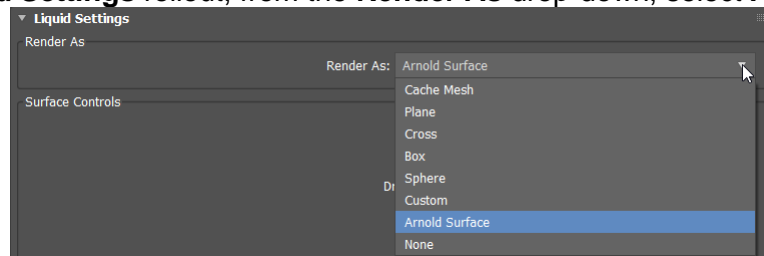 Settings rollout, from the Render As drop-down, select
Liquid Settings
Render As
Render As: Arnold Surface
Cache Mesh
Surface Controls
Plane
Cross
Box
Sphere
Custom
Arnold Surface
None